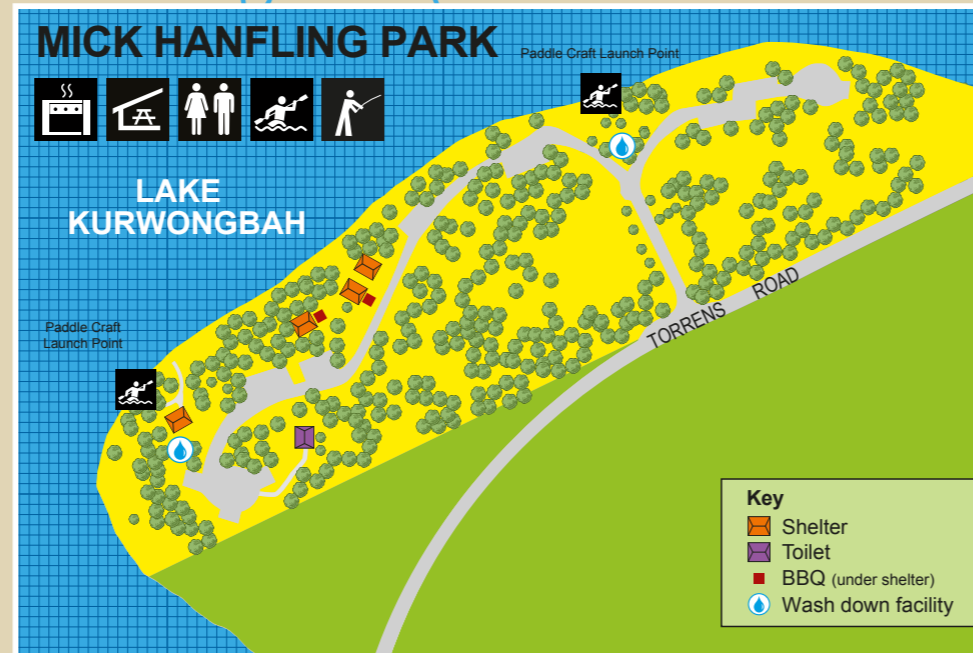 MICK HANFLING PARK
Paddle Craft Launch Point
LAKE
KURWONGBAH
Paddle Craft
Launch Point
TORRENS ROAD
Key
Shelter
Toilet
BBQ (under shelter)
Wash down facility